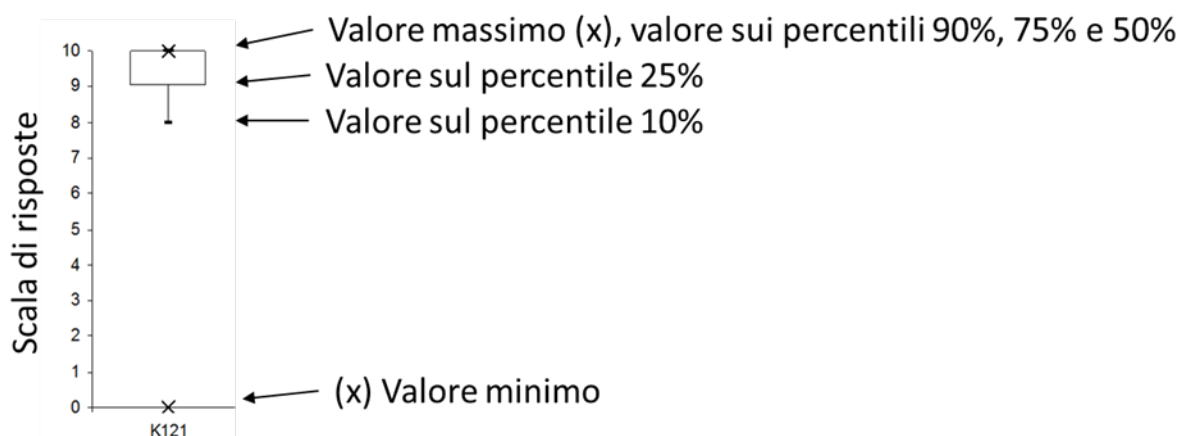 Valore massimo (x), valore sui percentili 90%, 75% e 50%
Valore sul percentile 25%
Valore sul percentile 10%
(x) Valore minimo
Scala di risposte
10
9
8
7
6
5
4
3
2
1
0
K121